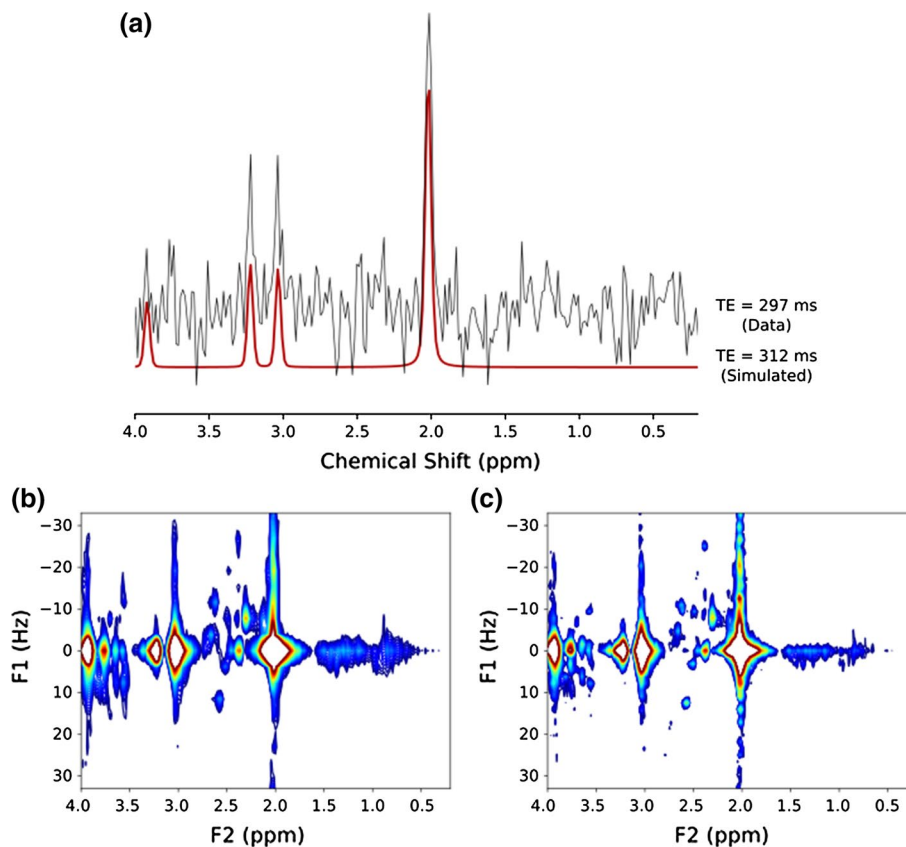 (a)
TE = 297 ms
(Data)
TE = 312 ms
(Simulated)
4.0 3.5 3.0 2.5 2.0 1.5 1.0 0.5
Chemical Shift (ppm)
(b)
F1 (Hz)
−30
−20
−10
0
10
20
30
4.0 3.5 3.0 2.5 2.0 1.5 1.0 0.5
F2 (ppm)
(c)
F1 (Hz)
−30
−20
−10
0
10
20
30
4.0 3.5 3.0 2.5 2.0 1.5 1.0 0.5
F2 (ppm)